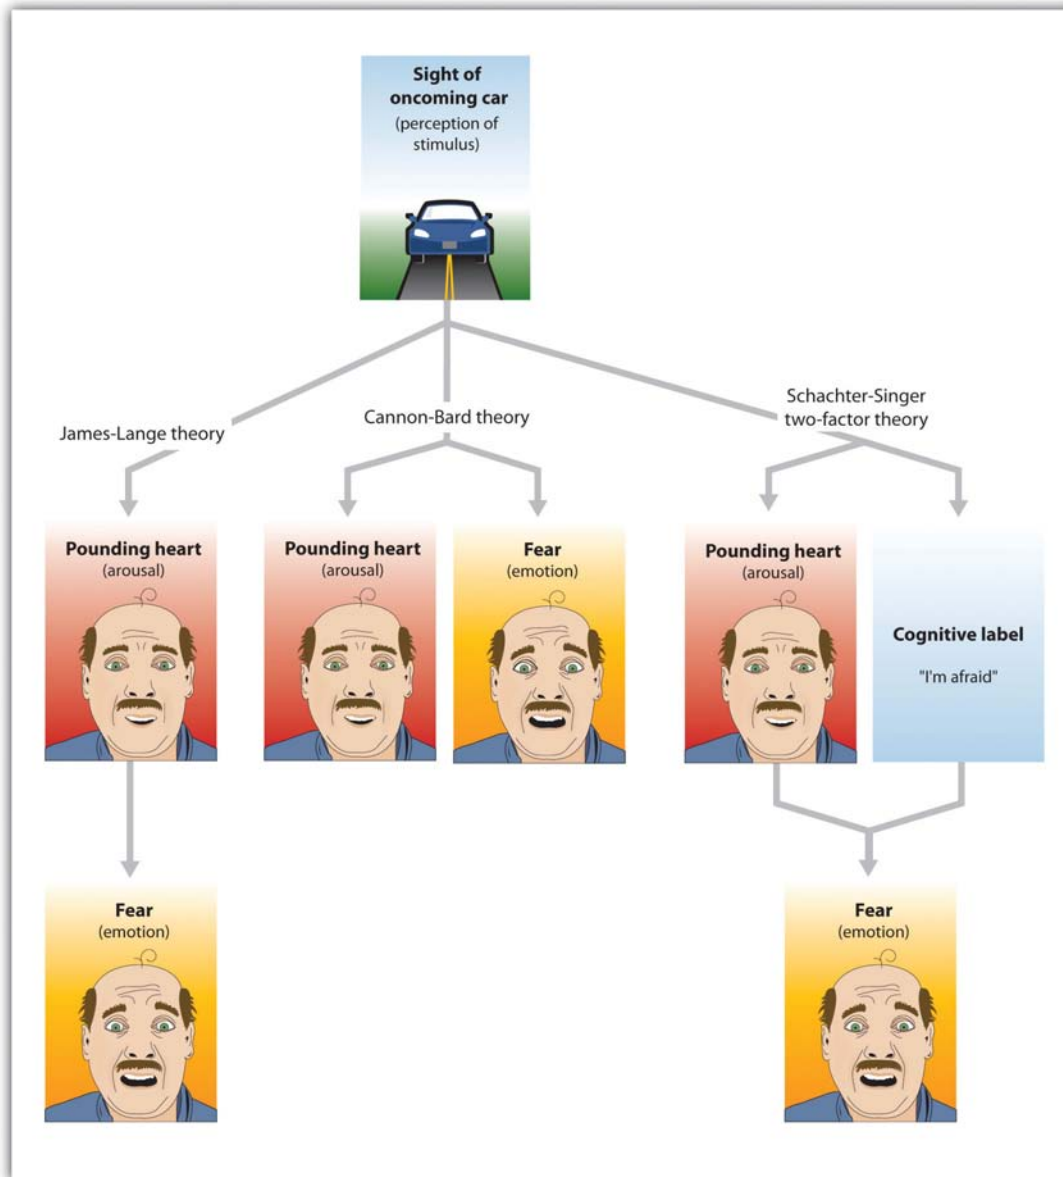 Sight of
oncoming car
(perception of
stimulus)
James-Lange theory
Cannon-Bard theory
Schachter-Singer
two-factor theory
Pounding heart
(arousal)
Pounding heart
(arousal)
Fear
(emotion)
Pounding heart
(arousal)
Cognitive label
"I'm afraid"
Fear
(emotion)
Fear
(emotion)